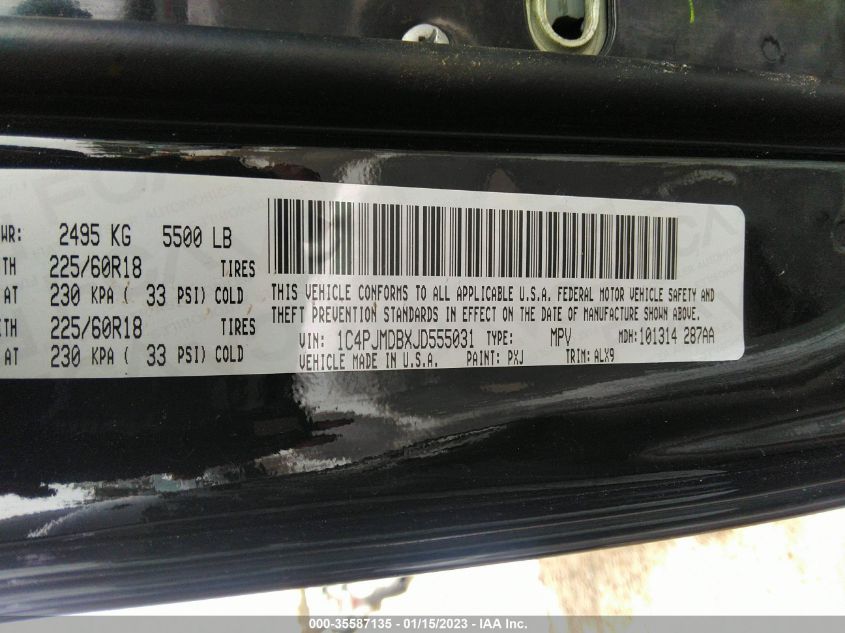 WR: 2495 KG 5500 LB
TH 225/60R18 TIRES
AT 230 KPA ( 33 PSI) COLD
ITH 225/60R18 TIRES
AT 230 KPA ( 33 PSI) COLD
THIS VEHICLE CONFORMS TO ALL APPLICABLE U.S.A. FEDERAL MOTOR VEHICLE SAFETY AND
THEFT PREVENTION STANDARDS IN EFFECT ON THE DATE OF MANUFACTURE SHOWN ABOVE.
VIN: 1C4PJMDBXJD555031 TYPE: MPV MDH:101314 287AA
VEHICLE MADE IN U.S.A. PAINT: PXJ TRIM: ALX9
000-35587135 - 01/15/2023 - IAA Inc.